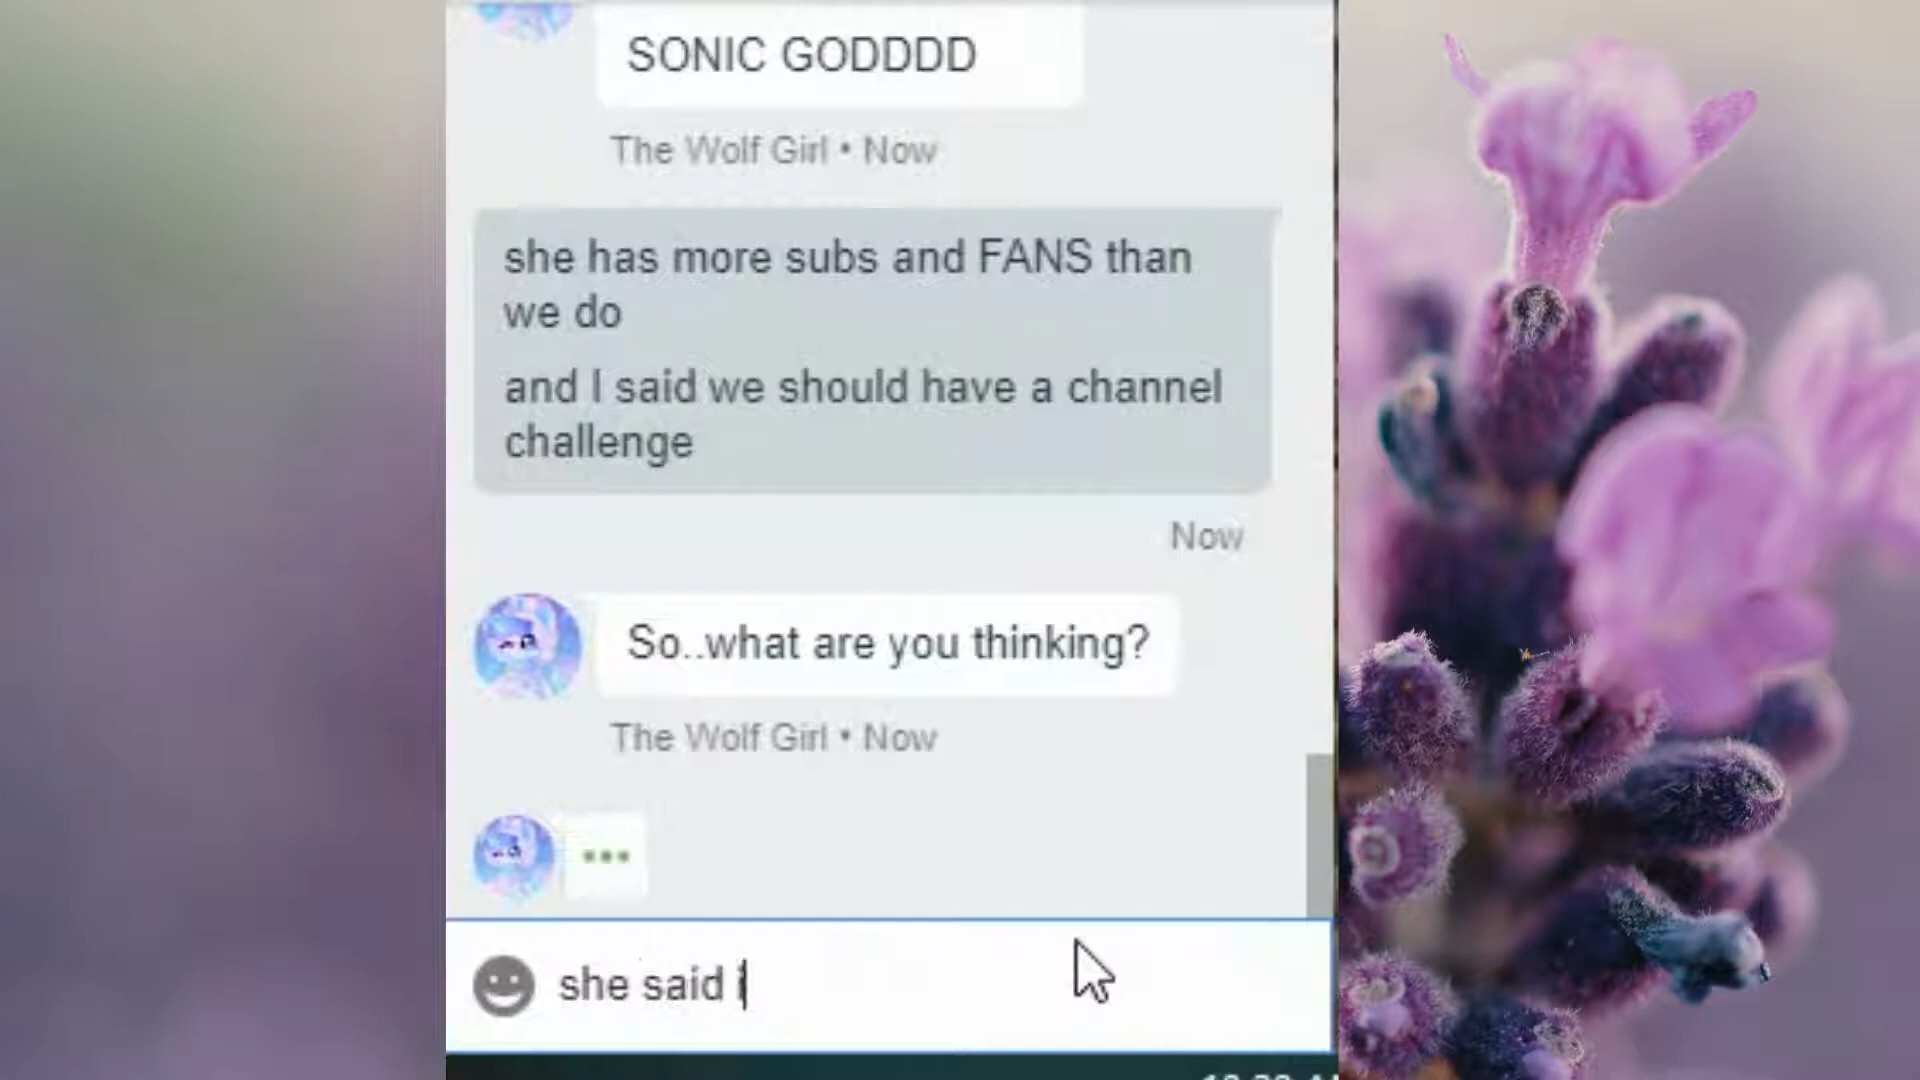 SONIC GODDDD
The Wolf Girl • Now
she has more subs and FANS than
we do
and I said we should have a channel
challenge
Now
So..what are you thinking?
The Wolf Girl • Now
she said i